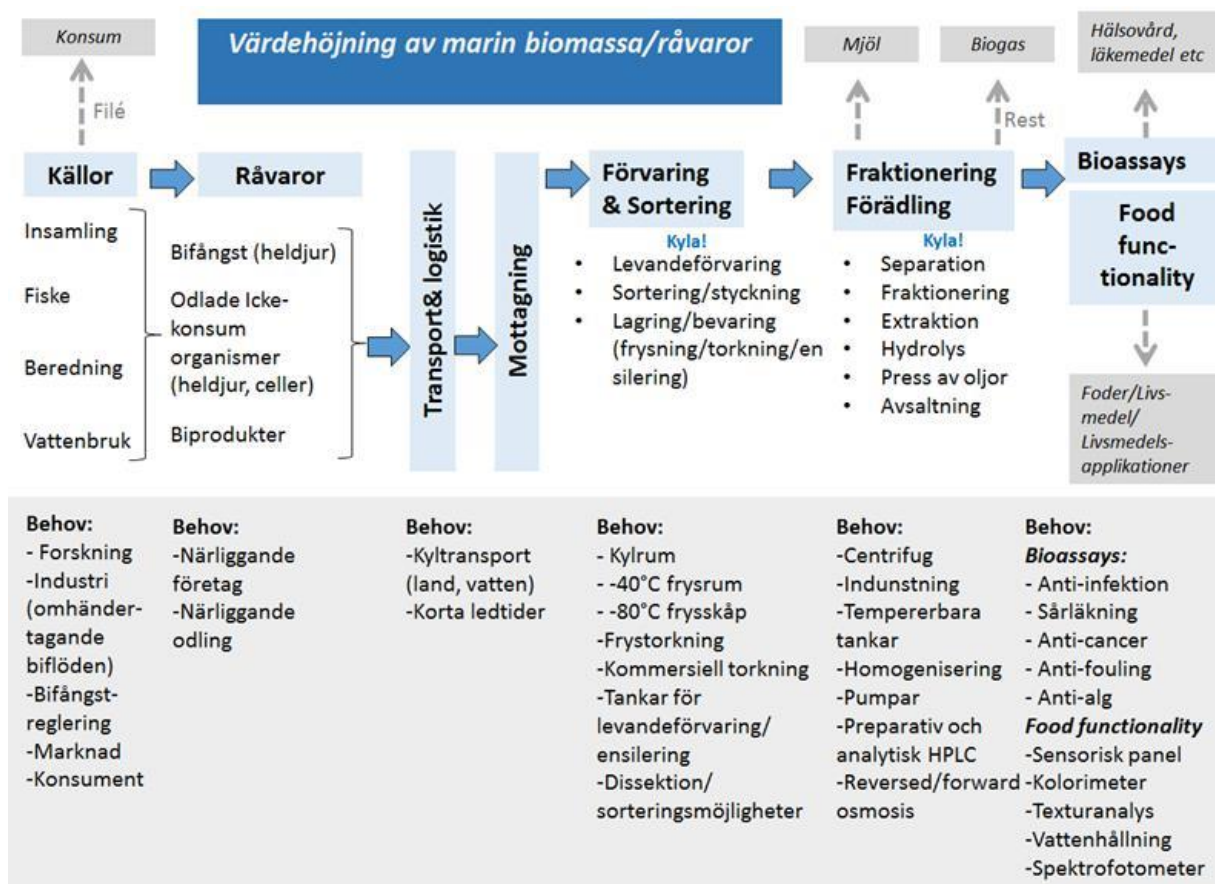 Konsum
Värdehöjning av marin biomassa/råvaror
Mjöl
Biogas
Hälsovård,
läkemedel etc
Filé
Rest
Källor
Råvaror
Transport& logistik
Mottagning
Förvaring
& Sortering
Fraktionering
Förädling
Bioassays
Food
func-
tionality
Insamling
Fiske
Beredning
Vattenbruk
Bifångst (heldjur)
Odlade Icke-
konsum
organismer
(heldjur, celler)
Biprodukter
Kyla!
• Levandeförvaring
• Sortering/styckning
• Lagring/bevaring
(frysning/torkning/en
silering)
Kyla!
• Separation
• Fraktionering
• Extraktion
• Hydrolys
• Press av oljor
• Avsaltning
Foder/Livs-
medel/
Livsmedels-
applikationer
Behov:
- Forskning
-Industri
(omhänder-
tagande
biflöden)
-Bifångst-
reglering
-Marknad
-Konsument
Behov:
-Närliggande
företag
-Närliggande
odling
Behov:
-Kyltransport
(land, vatten)
-Korta ledtider
Behov:
- Kylrum
- -40°C frysrum
- -80°C frysskåp
-Frystorkning
-Kommersiell torkning
-Tankar för
levandeförvaring/
ensilering
-Dissektion/
sorteringsmöjligheter
Behov:
-Centrifug
-Indunstning
-Tempererbara
tankar
-Homogenisering
-Pumpar
-Preparativ och
analytisk HPLC
-Reversed/forward
osmosis
Behov:
Bioassays:
- Anti-infektion
- Sårläkning
- Anti-cancer
- Anti-fouling
- Anti-alg
Food functionality
-Sensorisk panel
-Kolorimeter
-Texturanalys
-Vattenhållning
-Spektrofotometer